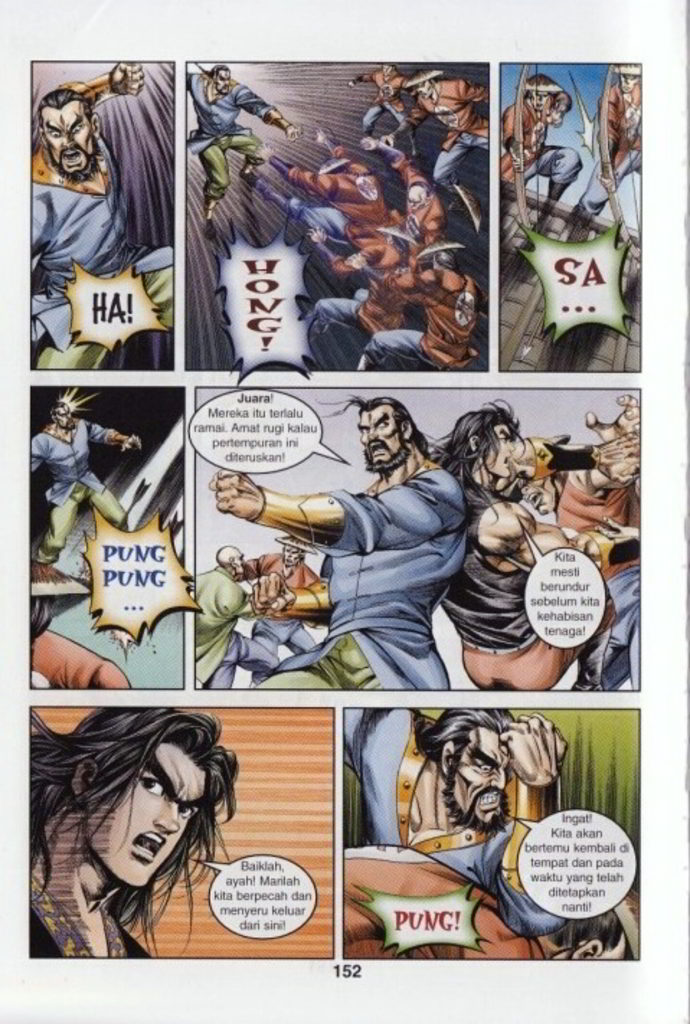 HA!
HONG!
SA
...
PUNG
PUNG
...
Juara!
Mereka itu terlalu
ramai. Amat rugi kalau
pertempuran ini
diteruskan!
Kita
mesti
berundur
sebelum kita
kehabisan
tenaga!
Baiklah,
ayah! Marilah
kita berpecah dan
menyeru keluar
dari sini!
Ingat!
Kita akan
bertemu kembali di
tempat dan pada
waktu yang telah
ditetapkan
nanti!
PUNG!
152